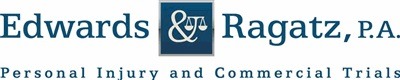 Edwards & Ragatz, P.A.
Personal Injury and Commercial Trials